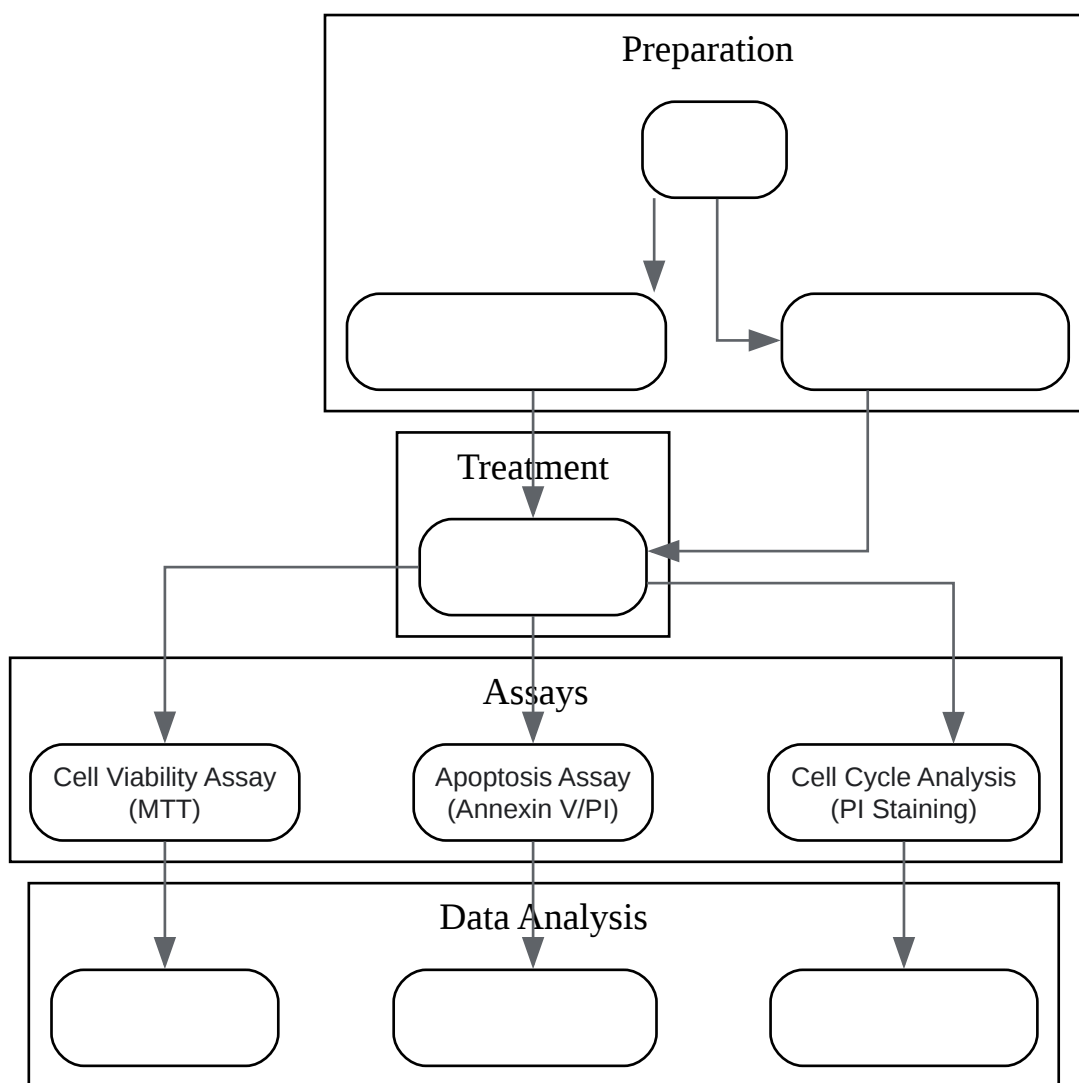 Preparation
Treatment
Assays
Cell Viability Assay
(MTT)
Apoptosis Assay
(Annexin V/PI)
Cell Cycle Analysis
(PI Staining)
Data Analysis